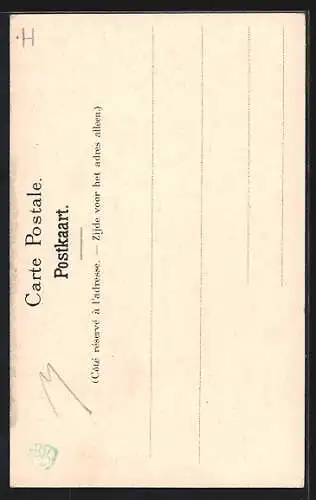 Carte Postale.
Postkaart.
(Côté réservé à l'adresse. — Zijde voor het adres alleen.)